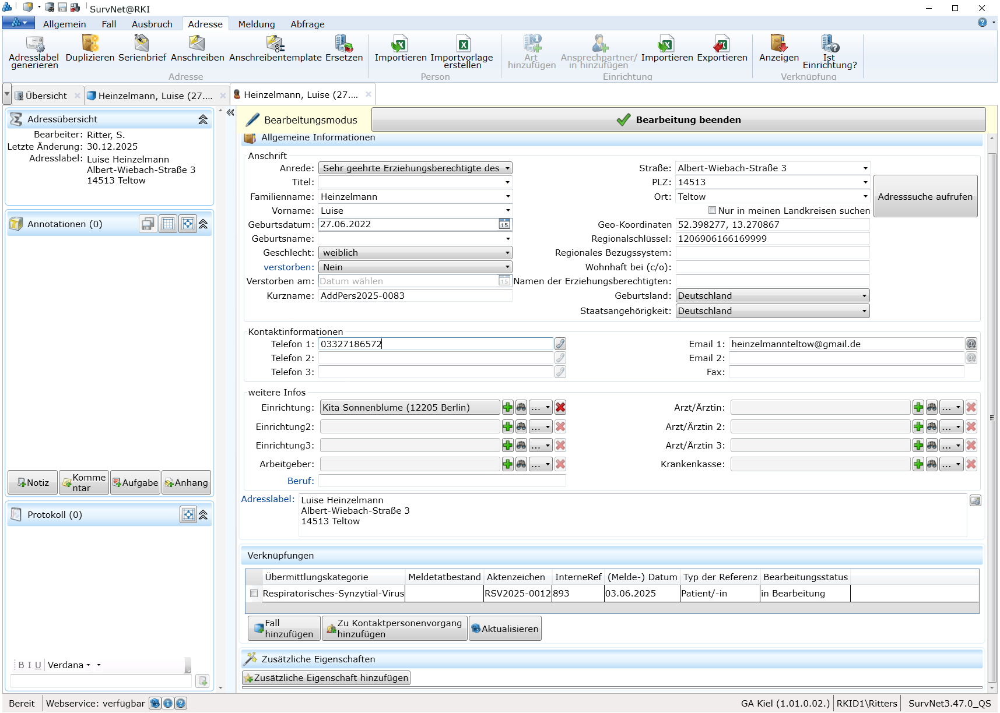 SurvNet@RKI
Allgemein Fall Ausbruch Adresse Meldung Abfrage
Adresslabel generieren
Duplizieren
Serienbrief
Anschreiben
Anschreibentemplate
Ersetzen
Adresse
Importieren
Importvorlage erstellen
Person
Art hinzufügen
Ansprechpartner/ in hinzufügen
Importieren
Exportieren
Einrichtung
Anzeigen
Ist Einrichtung?
Verknüpfung
Übersicht
Heinzelmann, Luise (27....
Heinzelmann, Luise (27....
Adressübersicht
Bearbeiter: Ritter, S.
Letzte Änderung: 30.12.2025
Adresslabel: Luise Heinzelmann
Albert-Wiebach-Straße 3
14513 Teltow
Annotationen (0)
Notiz
Komme
ntar
Aufgabe
Anhang
Protokoll (0)
B I U Verdana
Bearbeitungsmodus
Bearbeitung beenden
Allgemeine Informationen
Anschrift
Anrede: Sehr geehrte Erziehungsberechtigte des
Titel:
Familienname: Heinzelmann
Vorname: Luise
Geburtsdatum: 27.06.2022 15
Geburtsname:
Geschlecht: weiblich
verstorben: Nein
Verstorben am: Datum wählen 15
Kurzname: AddPers2025-0083
Straße: Albert-Wiebach-Straße 3
PLZ: 14513
Ort: Teltow
Adresssuche aufrufen
Nur in meinen Landkreisen suchen
Geo-Koordinaten 52.398277, 13.270867
Regionalschlüssel: 1206906166169999
Regionales Bezugssystem:
Wohnhaft bei (c/o):
Namen der Erziehungsberechtigten:
Geburtsland: Deutschland
Staatsangehörigkeit: Deutschland
Kontaktinformationen
Telefon 1: 03327186572
Telefon 2:
Telefon 3:
Email 1: heinzelmannteltow@gmail.de
Email 2:
Fax:
weitere Infos
Einrichtung: Kita Sonnenblume (12205 Berlin) ...
Einrichtung2: ...
Einrichtung3: ...
Arbeitgeber: ...
Beruf:
Arzt/Ärztin: ...
Arzt/Ärztin 2: ...
Arzt/Ärztin 3: ...
Krankenkasse: ...
Adresslabel: Luise Heinzelmann
Albert-Wiebach-Straße 3
14513 Teltow
Verknüpfungen
Übermittlungskategorie Meldetatbestand Aktenzeichen InterneRef (Melde-) Datum Typ der Referenz Bearbeitungsstatus
Respiratorisches-Synzytial-Virus RSV2025-0012 893 03.06.2025 Patient/-in in Bearbeitung
Fall
hinzufügen
Zu Kontaktpersonenvorgang
hinzufügen
Aktualisieren
Zusätzliche Eigenschaften
Zusätzliche Eigenschaft hinzufügen
Bereit Webservice: verfügbar GA Kiel (1.01.0.02.) RKID1\Ritters SurvNet3.47.0_QS